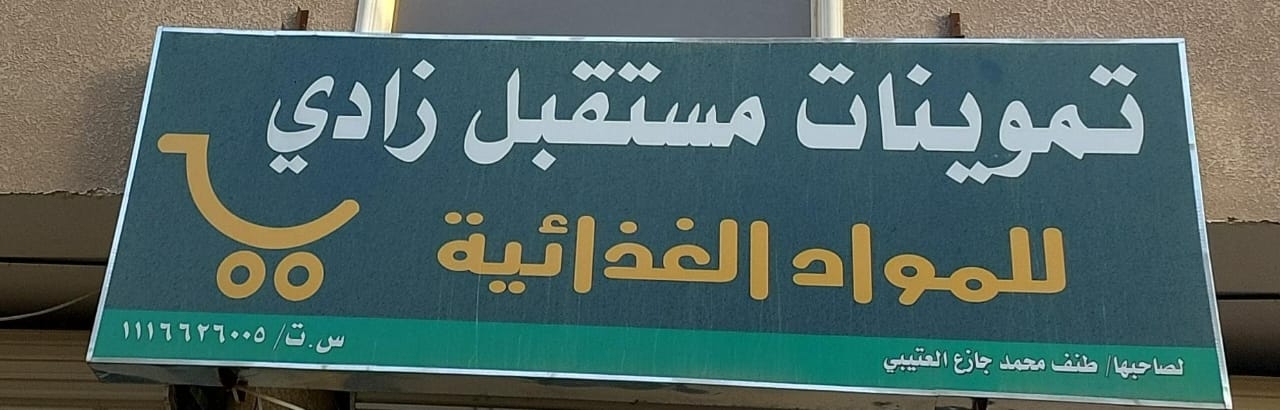 تموينات مستقبل زادي
للمواد الغذائية
لصاحبها/ طنف محمد جازع العتيبي
س.ت/ ١١١٦٦٢٦٠٠٥